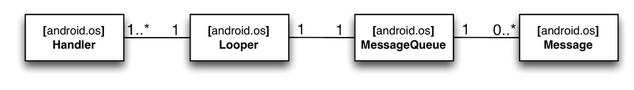 [android.os]
Handler
1..* 1
[android.os]
Looper
1 1
[android.os]
MessageQueue
1 0..*
[android.os]
Message